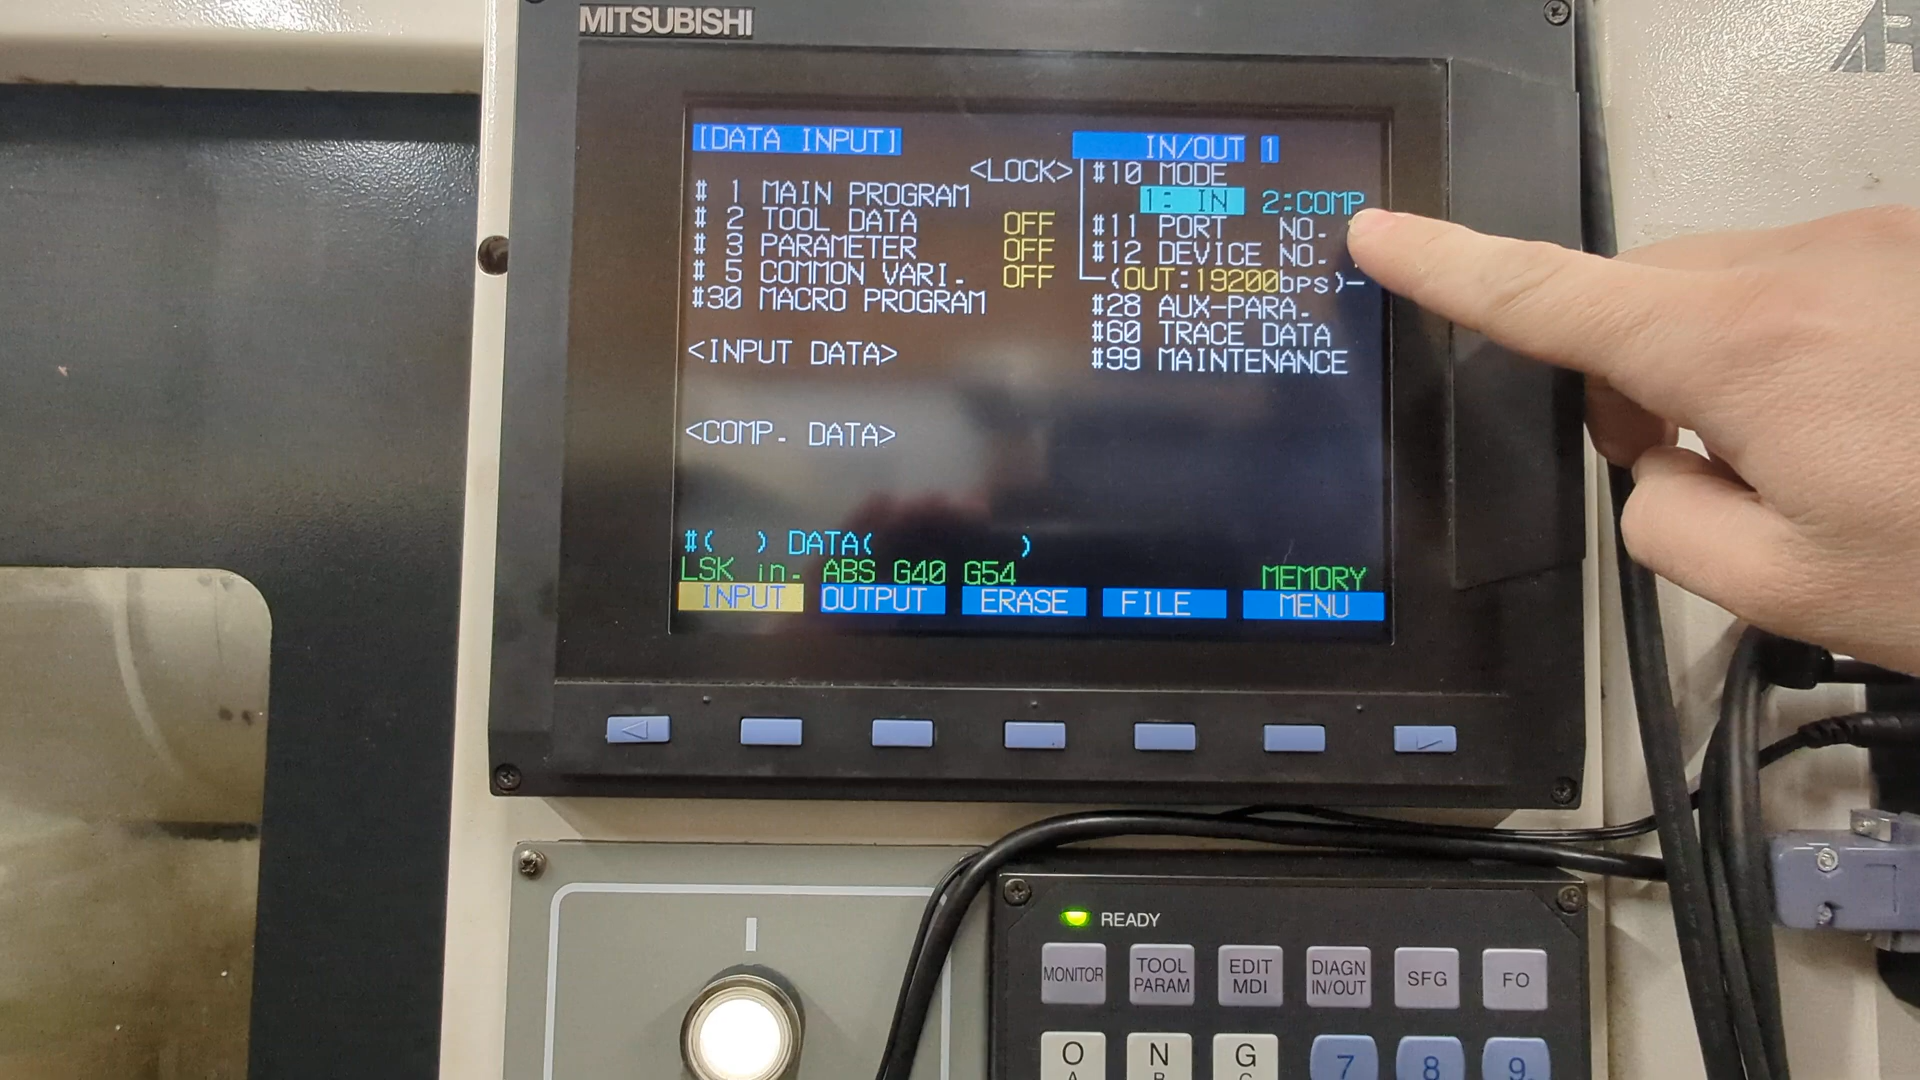 MITSUBISHI
[DATA INPUT]
IN/OUT 1
<LOCK>
#10 MODE
1: IN 2:COMP
# 1 MAIN PROGRAM
# 2 TOOL DATA OFF
# 3 PARAMETER OFF
# 5 COMMON VARI. OFF
#30 MACRO PROGRAM
#11 PORT NO.
#12 DEVICE NO.
(OUT:19200bps)
#28 AUX-PARA.
#60 TRACE DATA
#99 MAINTENANCE
<INPUT DATA>
<COMP. DATA>
#( ) DATA( )
LSK in. ABS G40 G54 MEMORY
INPUT OUTPUT ERASE FILE MENU
READY
MONITOR
TOOL PARAM
EDIT MDI
DIAGN IN/OUT
SFG
F0
O N G 7 8 9